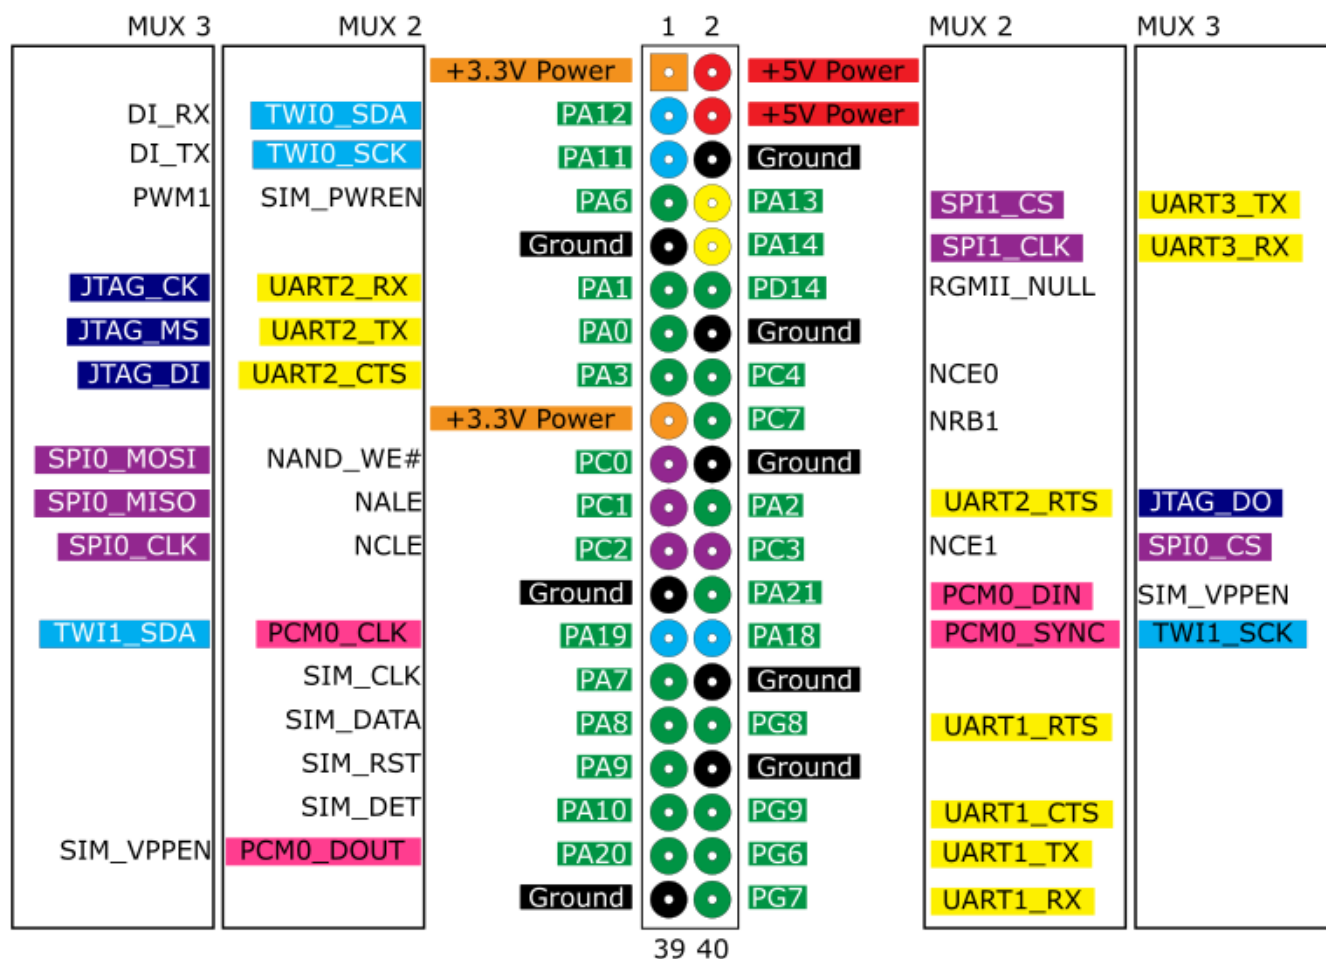 MUX 3 MUX 2 1 2 MUX 2 MUX 3
+3.3V Power +5V Power
DI_RX TWI0_SDA PA12 +5V Power
DI_TX TWI0_SCK PA11 Ground
PWM1 SIM_PWREN PA6 PA13 SPI1_CS UART3_TX
Ground PA14 SPI1_CLK UART3_RX
JTAG_CK UART2_RX PA1 PD14 RGMII_NULL
JTAG_MS UART2_TX PA0 Ground
JTAG_DI UART2_CTS PA3 PC4 NCE0
+3.3V Power PC7 NRB1
SPI0_MOSI NAND_WE# PC0 Ground
SPI0_MISO NALE PC1 PA2 UART2_RTS JTAG_DO
SPI0_CLK NCLE PC2 PC3 NCE1 SPI0_CS
Ground PA21 PCM0_DIN SIM_VPPEN
TWI1_SDA PCM0_CLK PA19 PA18 PCM0_SYNC TWI1_SCK
SIM_CLK PA7 Ground
SIM_DATA PA8 PG8 UART1_RTS
SIM_RST PA9 Ground
SIM_DET PA10 PG9 UART1_CTS
SIM_VPPEN PCM0_DOUT PA20 PG6 UART1_TX
Ground PG7 UART1_RX
39 40